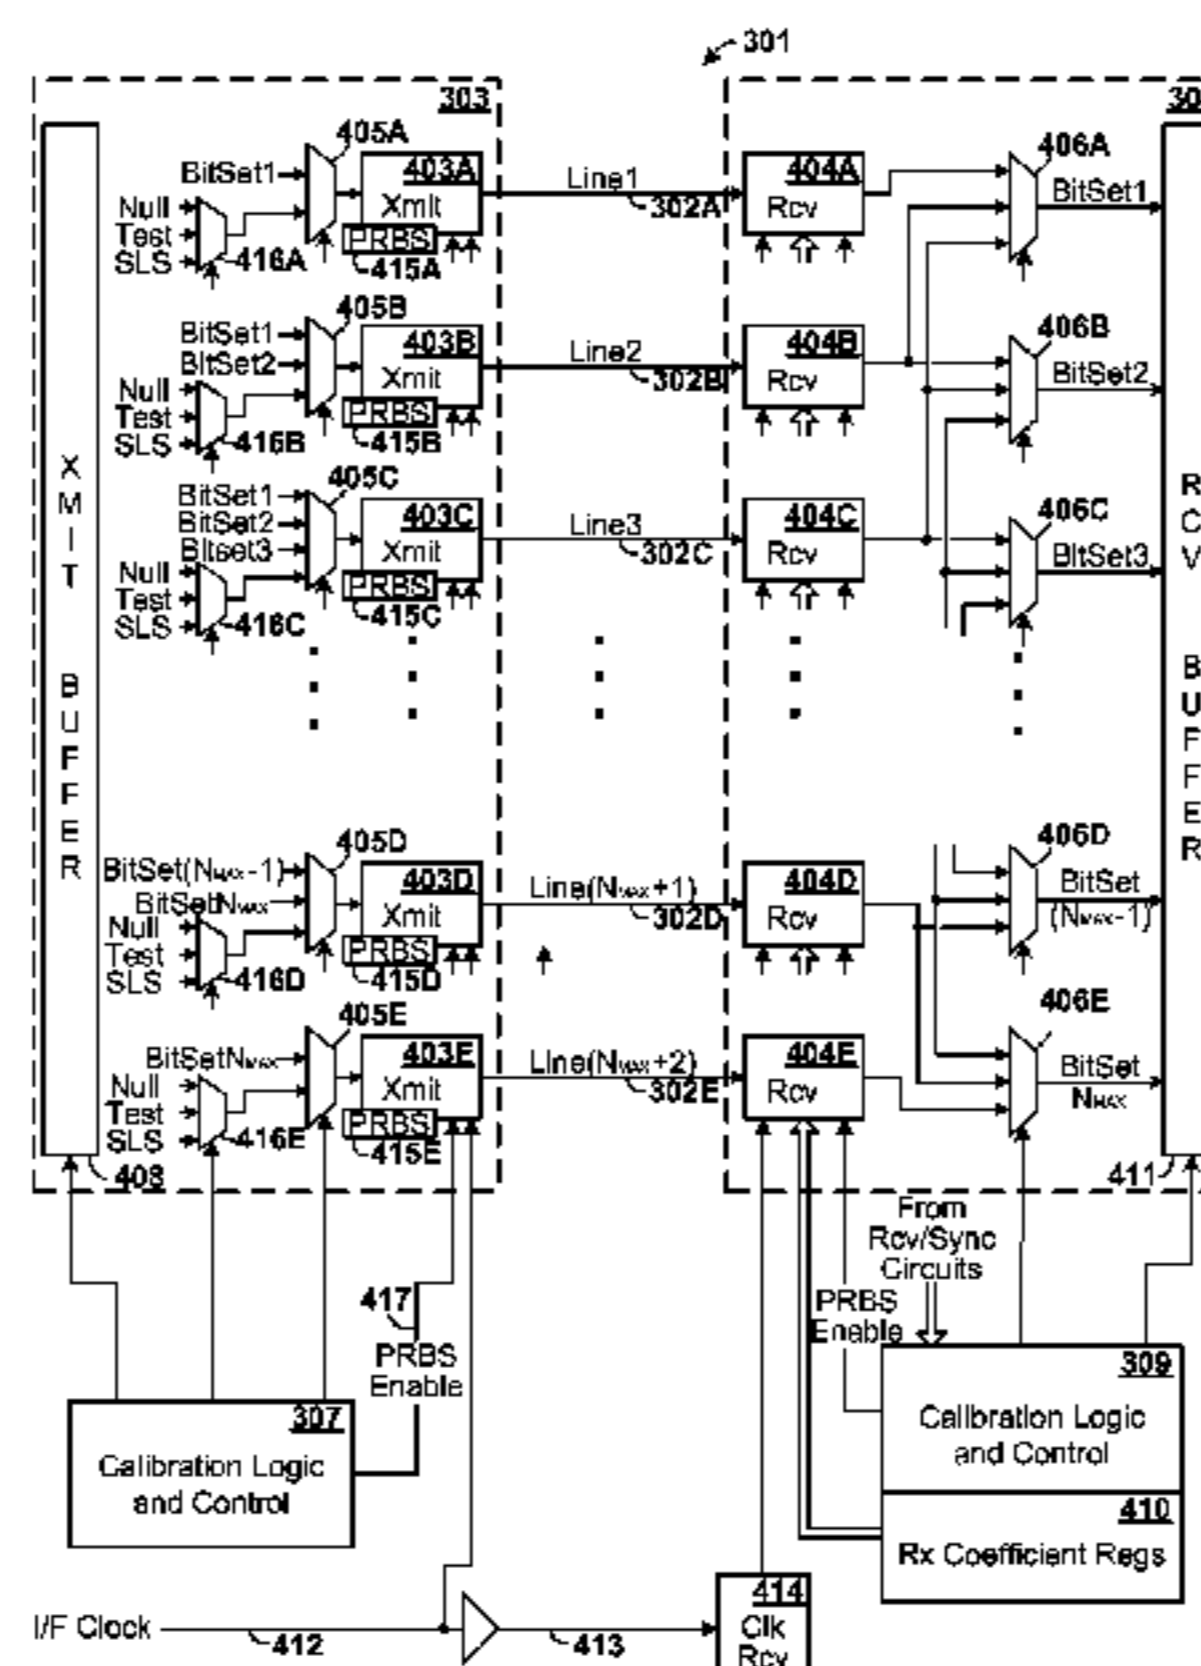 301
303
30
405A
BitSet1
403A
Xmit
PRBS
415A
Null
Test
SLS
416A
Line1
302A
404A
Rcv
406A
BitSet1
405B
BitSet1
BitSet2
403B
Xmit
PRBS
415B
Null
Test
SLS
416B
Line2
302B
404B
Rcv
406B
BitSet2
405C
BitSet1
BitSet2
Bitset3
403C
Xmit
PRBS
415C
Null
Test
SLS
416C
Line3
302C
404C
Rcv
406C
BitSet3
XMIT BUFFER
RCV BUFFER
405D
BitSet(NMAX-1)
BitSetNMAX
403D
Xmit
PRBS
415D
Null
Test
SLS
416D
Line(NMAX+1)
302D
404D
Rcv
406D
BitSet
(NMAX-1)
405E
BitSetNMAX
403E
Xmit
PRBS
415E
Null
Test
SLS
416E
Line(NMAX+2)
302E
404E
Rcv
406E
BitSet
NMAX
408
411
From
Rcv/Sync
Circuits
417
PRBS
Enable
PRBS
Enable
307
Calibration Logic
and Control
309
Calibration Logic
and Control
410
Rx Coefficient Regs
I/F Clock
412
413
414
Clk
Rcv